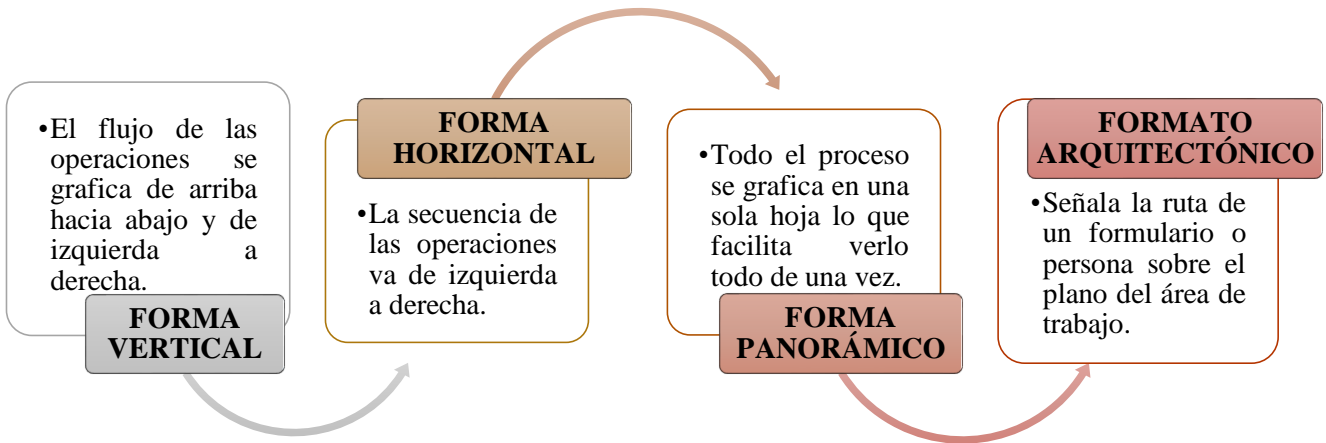 •El flujo de las
operaciones se
grafica de arriba
hacia abajo y de
izquierda a
derecha.
FORMA
VERTICAL
FORMA
HORIZONTAL
•La secuencia de
las operaciones
va de izquierda
a derecha.
•Todo el proceso
se grafica en una
sola hoja lo que
facilita verlo
todo de una vez.
FORMA
PANORÁMICO
FORMATO
ARQUITECTÓNICO
•Señala la ruta de
un formulario o
persona sobre el
plano del área de
trabajo.